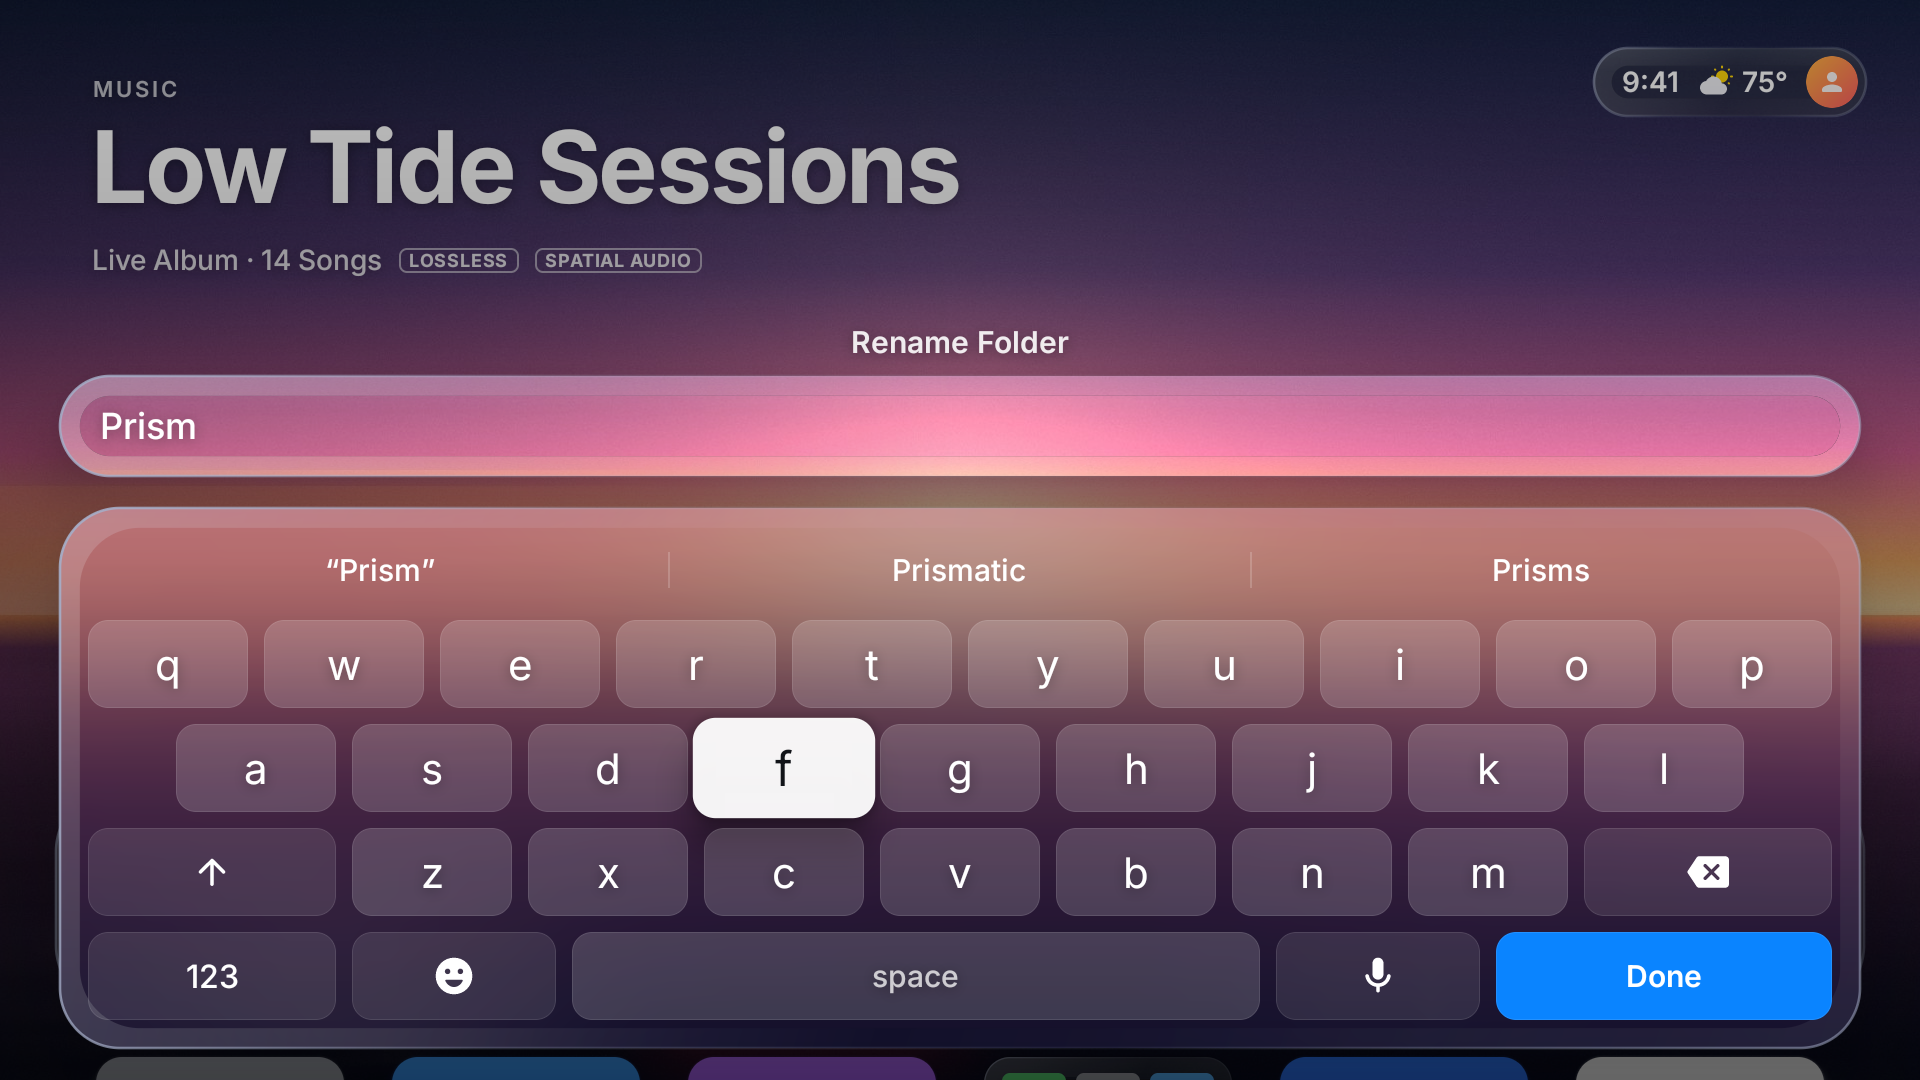 MUSIC
9:41 75°
Low Tide Sessions
Live Album · 14 Songs LOSSLESS SPATIAL AUDIO
Rename Folder
Prism
“Prism” Prismatic Prisms
q w e r t y u i o p
a s d f g h j k l
z x c v b n m
123 space Done